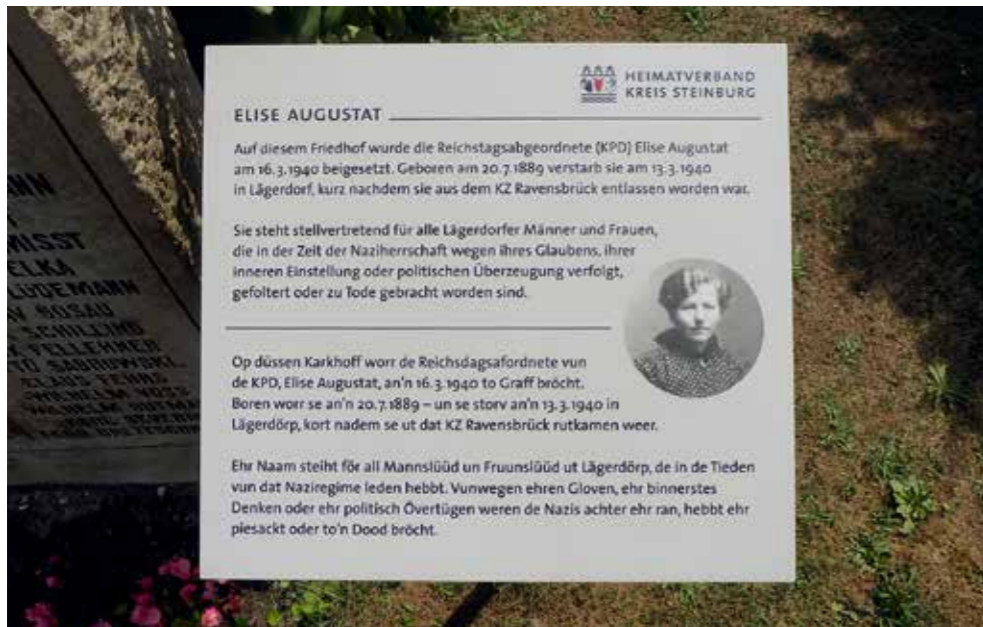 MISST
ELKA
LÜDEMANN
BOSAU
SCHILLING
FELLEHNER
HEIMATVERBAND
KREIS STEINBURG
ELISE AUGUSTAT
Auf diesem Friedhof wurde die Reichstagsabgeordnete (KPD) Elise Augustat
am 16.3.1940 beigesetzt. Geboren am 20.7.1889 verstarb sie am 13.3.1940
in Lägerdorf, kurz nachdem sie aus dem KZ Ravensbrück entlassen worden war.
Sie steht stellvertretend für alle Lägerdorfer Männer und Frauen,
die in der Zeit der Naziherrschaft wegen ihres Glaubens, ihrer
inneren Einstellung oder politischen Überzeugung verfolgt,
gefoltert oder zu Tode gebracht worden sind.
Op düssen Karkhoff worr de Reichsdagsafordnete vun
de KPD, Elise Augustat, an'n 16.3.1940 to Graff bröcht.
Boren worr se an'n 20.7.1889 – un se storv an'n 13.3.1940 in
Lägerdörp, kort nadem se ut dat KZ Ravensbrück rutkamen weer.
Ehr Naam steiht för all Mannslüüd un Fruunslüüd ut Lägerdörp, de in de Tieden
vun dat Naziregime leden hebbt. Vunwegen ehren Gloven, ehr binnerstes
Denken oder ehr politisch Övertügen weren de Nazis achter ehr ran, hebbt ehr
piesackt oder to'n Dood bröcht.